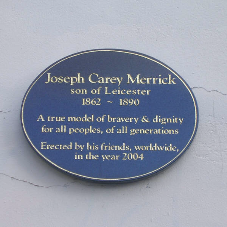 Joseph Carey Merrick
son of Leicester
1862 ~ 1890
A true model of bravery & dignity
for all peoples, of all generations
Erected by his friends, worldwide,
in the year 2004